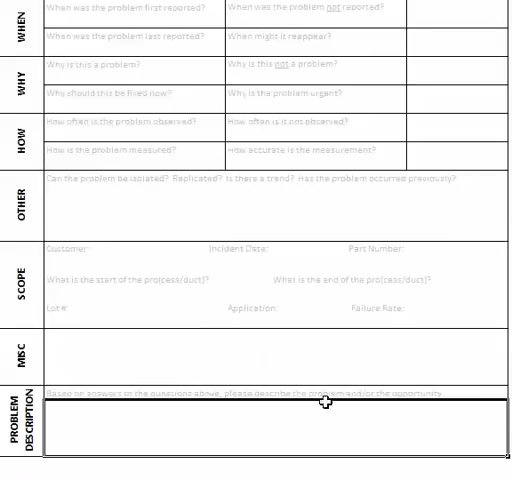 WHEN
When was the problem first reported? When was the problem not reported?
When was the problem last reported? When might is reappear?
WHY
Why is this a problem? Why is this not a problem?
Why should this be fixed now? Why is the problem urgent?
HOW
How often is the problem observed? How often is it not observed?
How is the problem measured? How accurate is the measurement?
OTHER
Can the problem be isolated? Replicated? Is there a trend? Has the problem occurred previously?
SCOPE
Customer: Incident Date: Part Number:
What is the start of the pro(cess/duct)? What is the end of the pro(cess/duct)?
Lot # Application: Failure Rate:
MISC
PROBLEM
DESCRIPTION
Based on answers to the questions above, please describe the problem and/or the opportunity